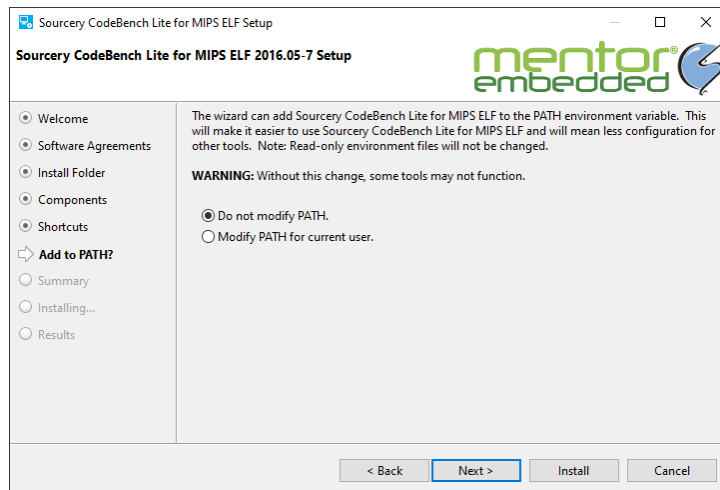 Sourcery CodeBench Lite for MIPS ELF Setup
Sourcery CodeBench Lite for MIPS ELF 2016.05-7 Setup
mentor®
embedded
Welcome
Software Agreements
Install Folder
Components
Shortcuts
Add to PATH?
Summary
Installing...
Results
The wizard can add Sourcery CodeBench Lite for MIPS ELF to the PATH environment variable. This
will make it easier to use Sourcery CodeBench Lite for MIPS ELF and will mean less configuration for
other tools. Note: Read-only environment files will not be changed.
WARNING: Without this change, some tools may not function.
Do not modify PATH.
Modify PATH for current user.
< Back
Next >
Install
Cancel